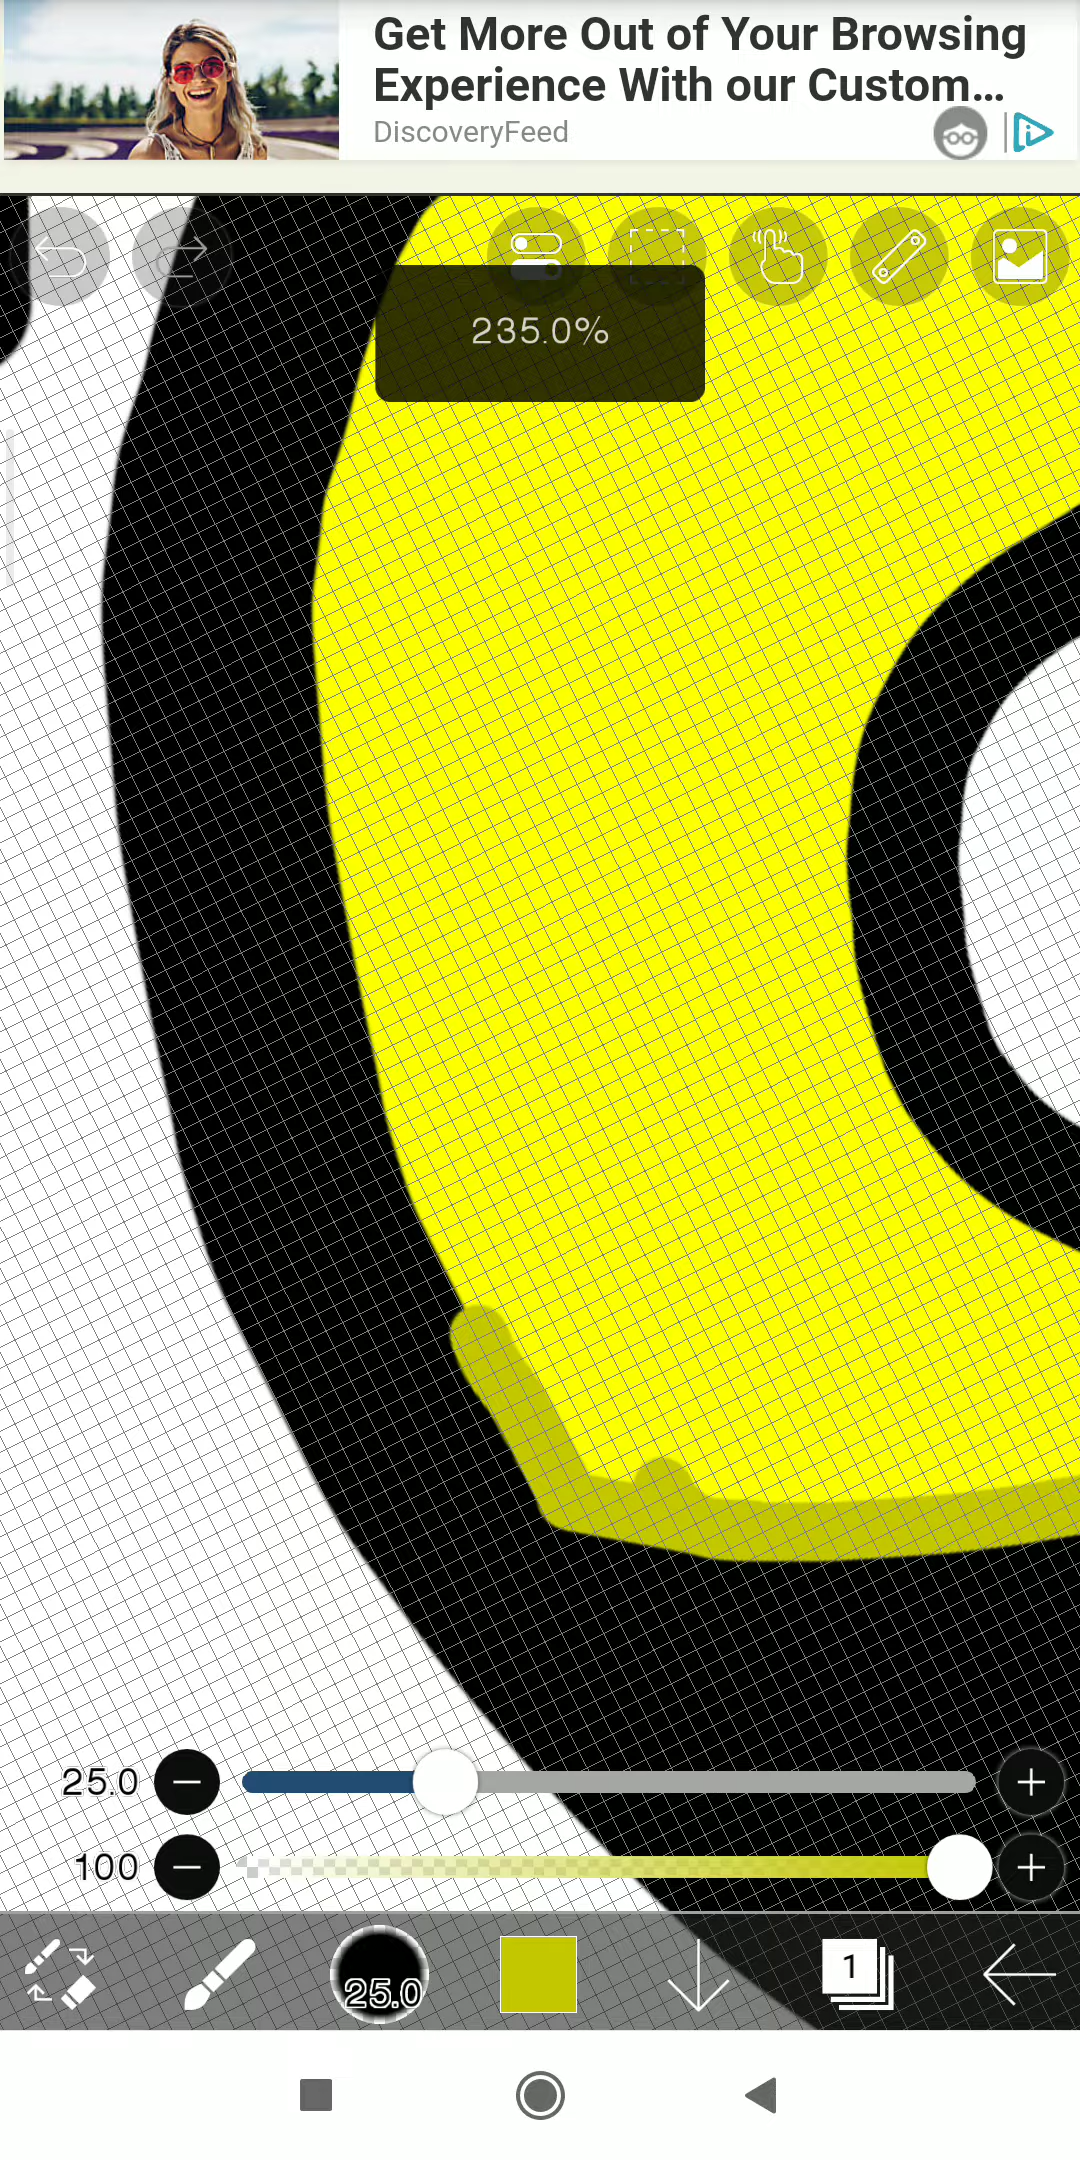 Get More Out of Your Browsing
Experience With our Custom...
DiscoveryFeed
235.0%
25.0
100
25.0
1